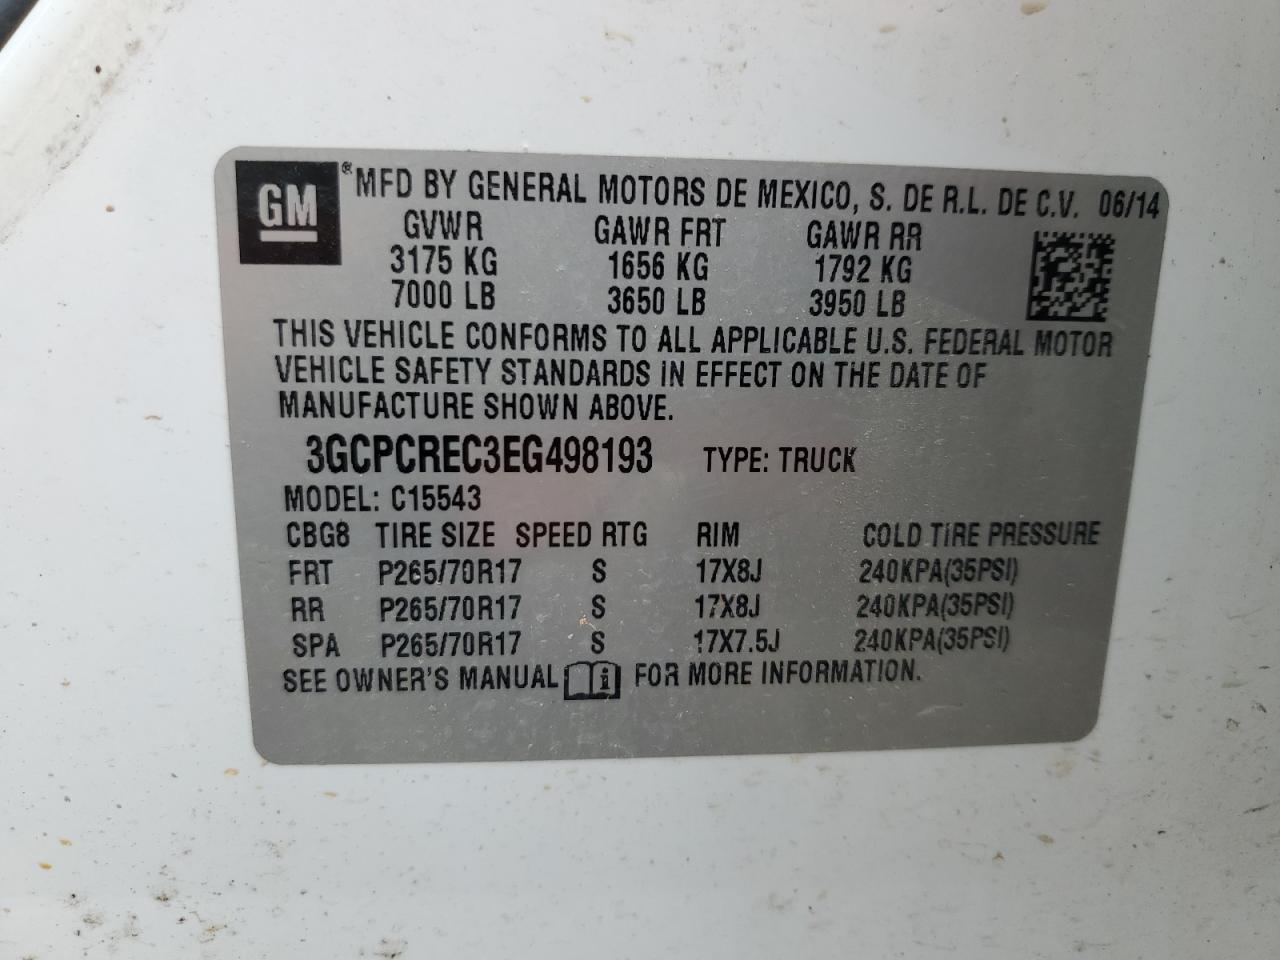 GM ®MFD BY GENERAL MOTORS DE MEXICO, S. DE R.L. DE C.V. 06/14
GVWR GAWR FRT GAWR RR
3175 KG 1656 KG 1792 KG
7000 LB 3650 LB 3950 LB
THIS VEHICLE CONFORMS TO ALL APPLICABLE U.S. FEDERAL MOTOR
VEHICLE SAFETY STANDARDS IN EFFECT ON THE DATE OF
MANUFACTURE SHOWN ABOVE.
3GCPCREC3EG498193 TYPE: TRUCK
MODEL: C15543
CBG8 TIRE SIZE SPEED RTG RIM COLD TIRE PRESSURE
FRT P265/70R17 S 17X8J 240KPA(35PSI)
RR P265/70R17 S 17X8J 240KPA(35PSI)
SPA P265/70R17 S 17X7.5J 240KPA(35PSI)
SEE OWNER'S MANUAL i FOR MORE INFORMATION.